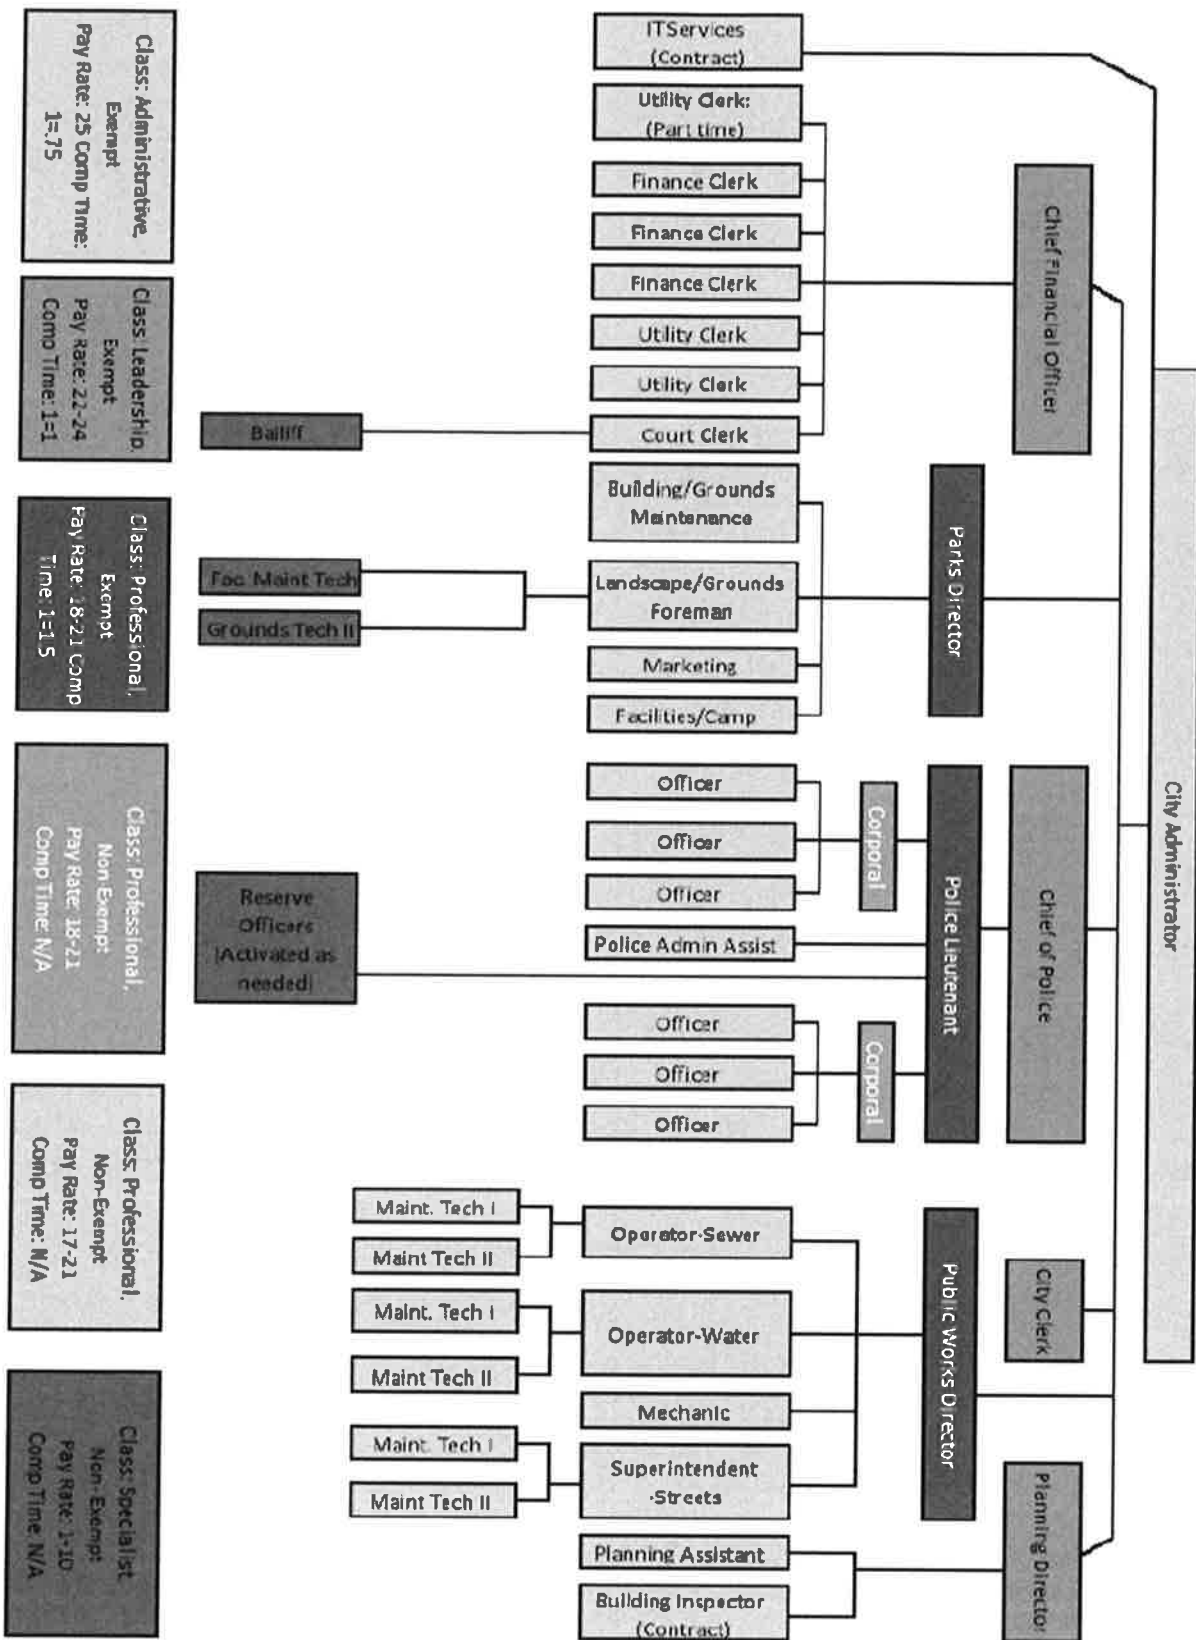 City Administrator
Chief Financial Officer
Parks Director
Chief of Police
Police Lieutenant
City Clerk
Public Works Director
Planning Director
IT Services
(Contract)
Utility Clerk:
(Part time)
Finance Clerk
Finance Clerk
Finance Clerk
Utility Clerk
Utility Clerk
Court Clerk
Bailiff
Building/Grounds
Maintenance
Landscape/Grounds
Foreman
Fac. Maint Tech
Grounds Tech II
Marketing
Facilities/Camp
Corporal
Officer
Officer
Officer
Police Admin Assist
Reserve
Officers
(Activated as
needed)
Corporal
Officer
Officer
Officer
Operator-Sewer
Maint. Tech I
Maint Tech II
Operator-Water
Maint. Tech I
Maint Tech II
Mechanic
Superintendent
-Streets
Maint. Tech I
Maint Tech II
Planning Assistant
Building Inspector
(Contract)
Class: Administrative,
Exempt
Pay Rate: 25 Comp Time:
1=.75
Class: Leadership,
Exempt
Pay Rate: 22-24
Comp Time: 1=1
Class: Professional,
Exempt
Pay Rate: 18-21 Comp
Time: 1=1.5
Class: Professional,
Non Exempt
Pay Rate: 18-21
Comp Time: N/A
Class: Professional,
Non-Exempt
Pay Rate: 17-21
Comp Time: N/A
Class: Specialist
Non-Exempt
Pay Rate: 1-10
Comp Time: N/A